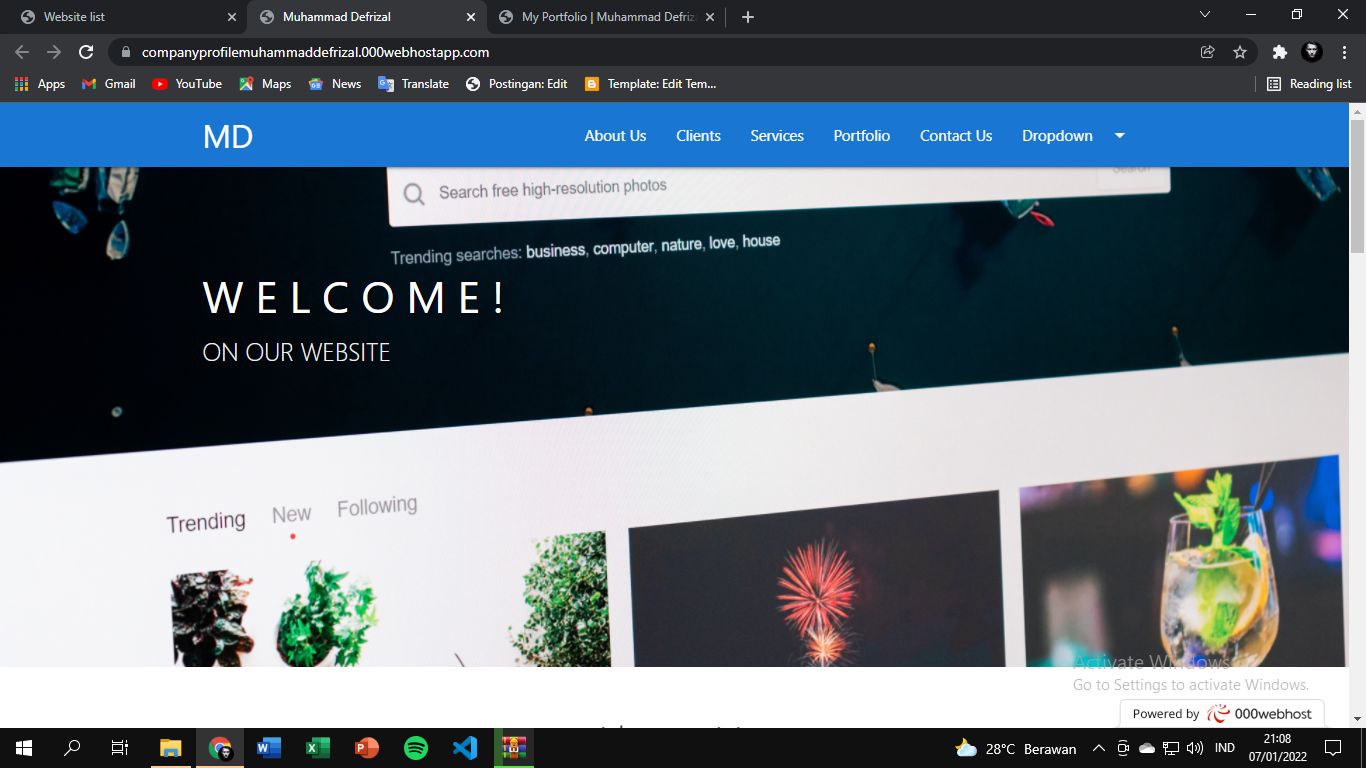 Website list
Muhammad Defrizal
My Portfolio | Muhammad Defriz
companyprofilemuhammaddefrizal.000webhostapp.com
Apps
Gmail
YouTube
Maps
News
Translate
Postingan: Edit
Template: Edit Tem...
Reading list
MD
About Us
Clients
Services
Portfolio
Contact Us
Dropdown
Search free high-resolution photos
Search
Trending searches: business, computer, nature, love, house
WELCOME!
ON OUR WEBSITE
Trending
New
Following
Activate Windows
Go to Settings to activate Windows.
Powered by 000webhost
28°C Berawan
IND
21:08
07/01/2022